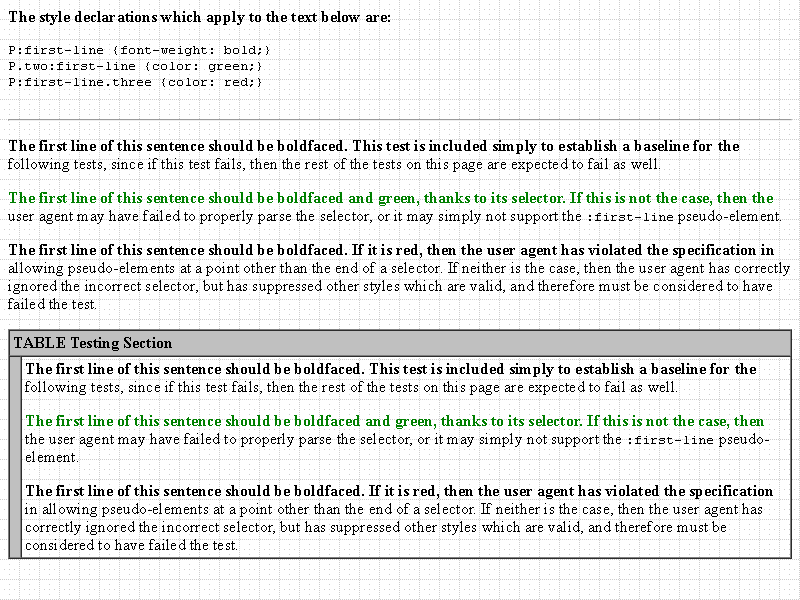 The style declarations which apply to the text below are:
P:first-line {font-weight: bold;}
P.two:first-line {color: green;}
P:first-line.three {color: red;}
The first line of this sentence should be boldfaced. This test is included simply to establish a baseline for the
following tests, since if this test fails, then the rest of the tests on this page are expected to fail as well.
The first line of this sentence should be boldfaced and green, thanks to its selector. If this is not the case, then the
user agent may have failed to properly parse the selector, or it may simply not support the :first-line pseudo-element.
The first line of this sentence should be boldfaced. If it is red, then the user agent has violated the specification in
allowing pseudo-elements at a point other than the end of a selector. If neither is the case, then the user agent has correctly
ignored the incorrect selector, but has suppressed other styles which are valid, and therefore must be considered to have
failed the test.
TABLE Testing Section
The first line of this sentence should be boldfaced. This test is included simply to establish a baseline for the
following tests, since if this test fails, then the rest of the tests on this page are expected to fail as well.
The first line of this sentence should be boldfaced and green, thanks to its selector. If this is not the case, then
the user agent may have failed to properly parse the selector, or it may simply not support the :first-line pseudo-
element.
The first line of this sentence should be boldfaced. If it is red, then the user agent has violated the specification
in allowing pseudo-elements at a point other than the end of a selector. If neither is the case, then the user agent has
correctly ignored the incorrect selector, but has suppressed other styles which are valid, and therefore must be
considered to have failed the test.